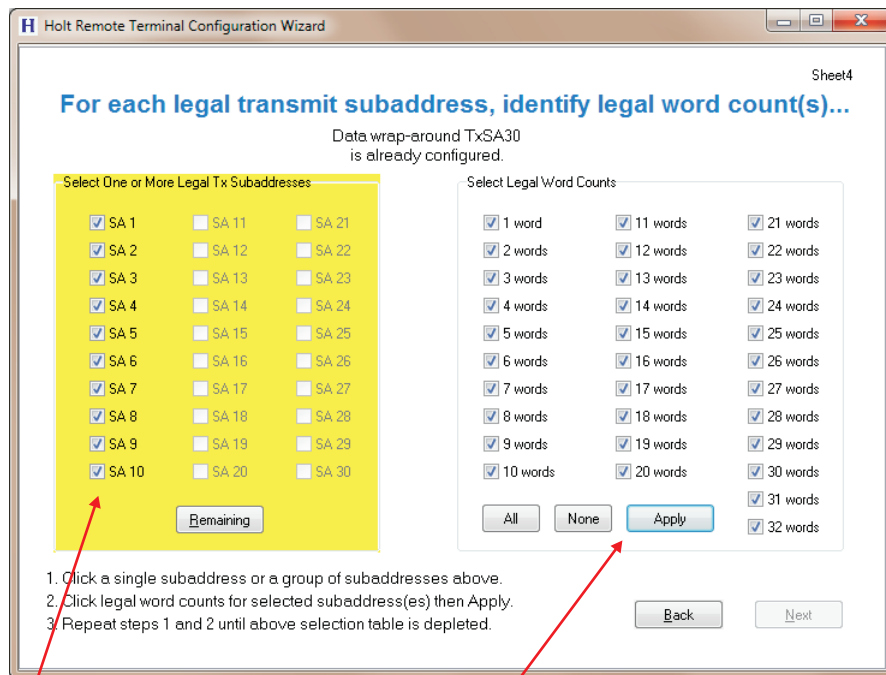 H Holt Remote Terminal Configuration Wizard
Sheet4
For each legal transmit subaddress, identify legal word count(s)...
Data wrap-around TxSA30
is already configured.
Select One or More Legal Tx Subaddresses
SA 1 SA 11 SA 21
SA 2 SA 12 SA 22
SA 3 SA 13 SA 23
SA 4 SA 14 SA 24
SA 5 SA 15 SA 25
SA 6 SA 16 SA 26
SA 7 SA 17 SA 27
SA 8 SA 18 SA 28
SA 9 SA 19 SA 29
SA 10 SA 20 SA 30
Remaining
Select Legal Word Counts
1 word 11 words 21 words
2 words 12 words 22 words
3 words 13 words 23 words
4 words 14 words 24 words
5 words 15 words 25 words
6 words 16 words 26 words
7 words 17 words 27 words
8 words 18 words 28 words
9 words 19 words 29 words
10 words 20 words 30 words
31 words
All None Apply
32 words
1. Click a single subaddress or a group of subaddresses above.
2. Click legal word counts for selected subaddress(es) then Apply.
3. Repeat steps 1 and 2 until above selection table is depleted.
Back Next